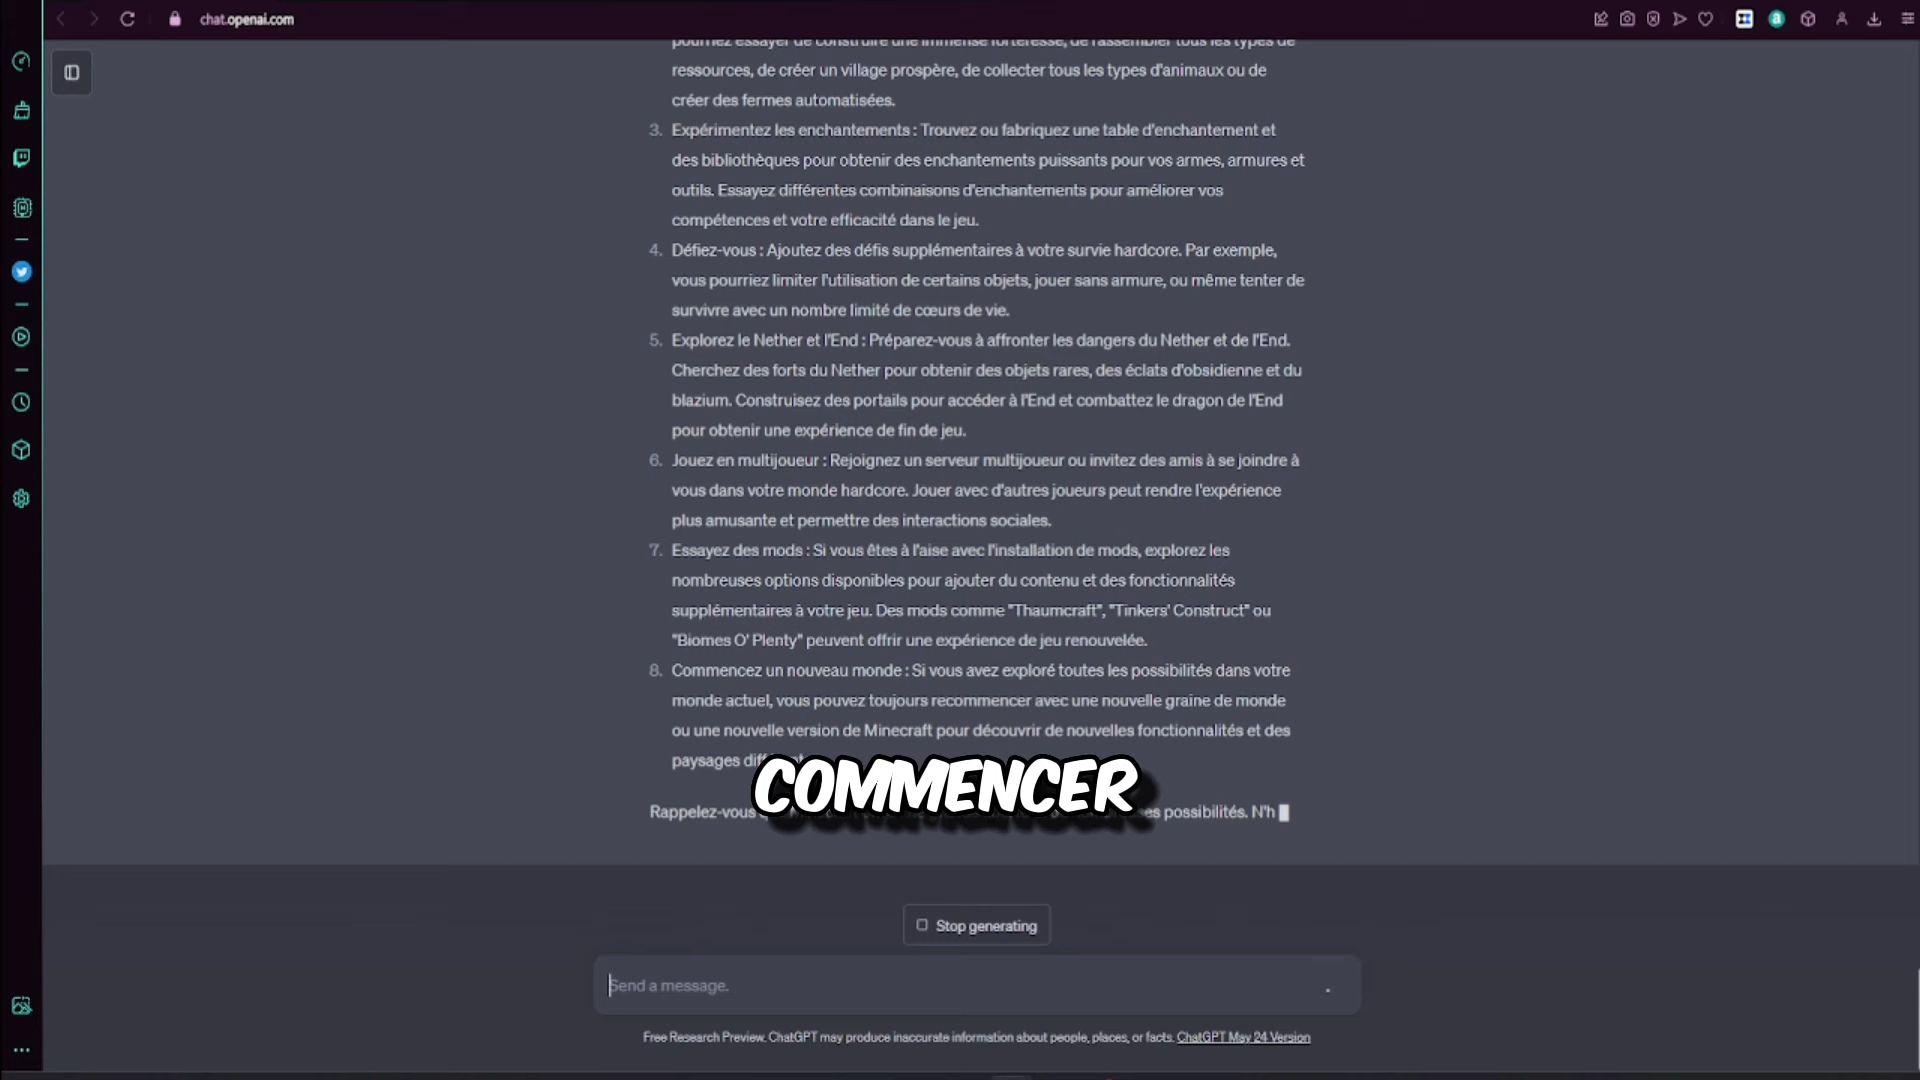 chat.openai.com
pourriez essayer de construire une immense forteresse, de rassembler tous les types de
ressources, de créer un village prospère, de collecter tous les types d'animaux ou de
créer des fermes automatisées.
3. Expérimentez les enchantements : Trouvez ou fabriquez une table d'enchantement et
des bibliothèques pour obtenir des enchantements puissants pour vos armes, armures et
outils. Essayez différentes combinaisons d'enchantements pour améliorer vos
compétences et votre efficacité dans le jeu.
4. Défiez-vous : Ajoutez des défis supplémentaires à votre survie hardcore. Par exemple,
vous pourriez limiter l'utilisation de certains objets, jouer sans armure, ou même tenter de
survivre avec un nombre limité de cœurs de vie.
5. Explorez le Nether et l'End : Préparez-vous à affronter les dangers du Nether et de l'End.
Cherchez des forts du Nether pour obtenir des objets rares, des éclats d'obsidienne et du
blazium. Construisez des portails pour accéder à l'End et combattez le dragon de l'End
pour obtenir une expérience de fin de jeu.
6. Jouez en multijoueur : Rejoignez un serveur multijoueur ou invitez des amis à se joindre à
vous dans votre monde hardcore. Jouer avec d'autres joueurs peut rendre l'expérience
plus amusante et permettre des interactions sociales.
7. Essayez des mods : Si vous êtes à l'aise avec l'installation de mods, explorez les
nombreuses options disponibles pour ajouter du contenu et des fonctionnalités
supplémentaires à votre jeu. Des mods comme "Thaumcraft", "Tinkers' Construct" ou
"Biomes O' Plenty" peuvent offrir une expérience de jeu renouvelée.
8. Commencez un nouveau monde : Si vous avez exploré toutes les possibilités dans votre
monde actuel, vous pouvez toujours recommencer avec une nouvelle graine de monde
ou une nouvelle version de Minecraft pour découvrir de nouvelles fonctionnalités et des
paysages
COMMENCER
Rappelez-vous possibilités. N'h
Stop generating
Send a message.
Free Research Preview. ChatGPT may produce inaccurate information about people, places, or facts. ChatGPT May 24 Version